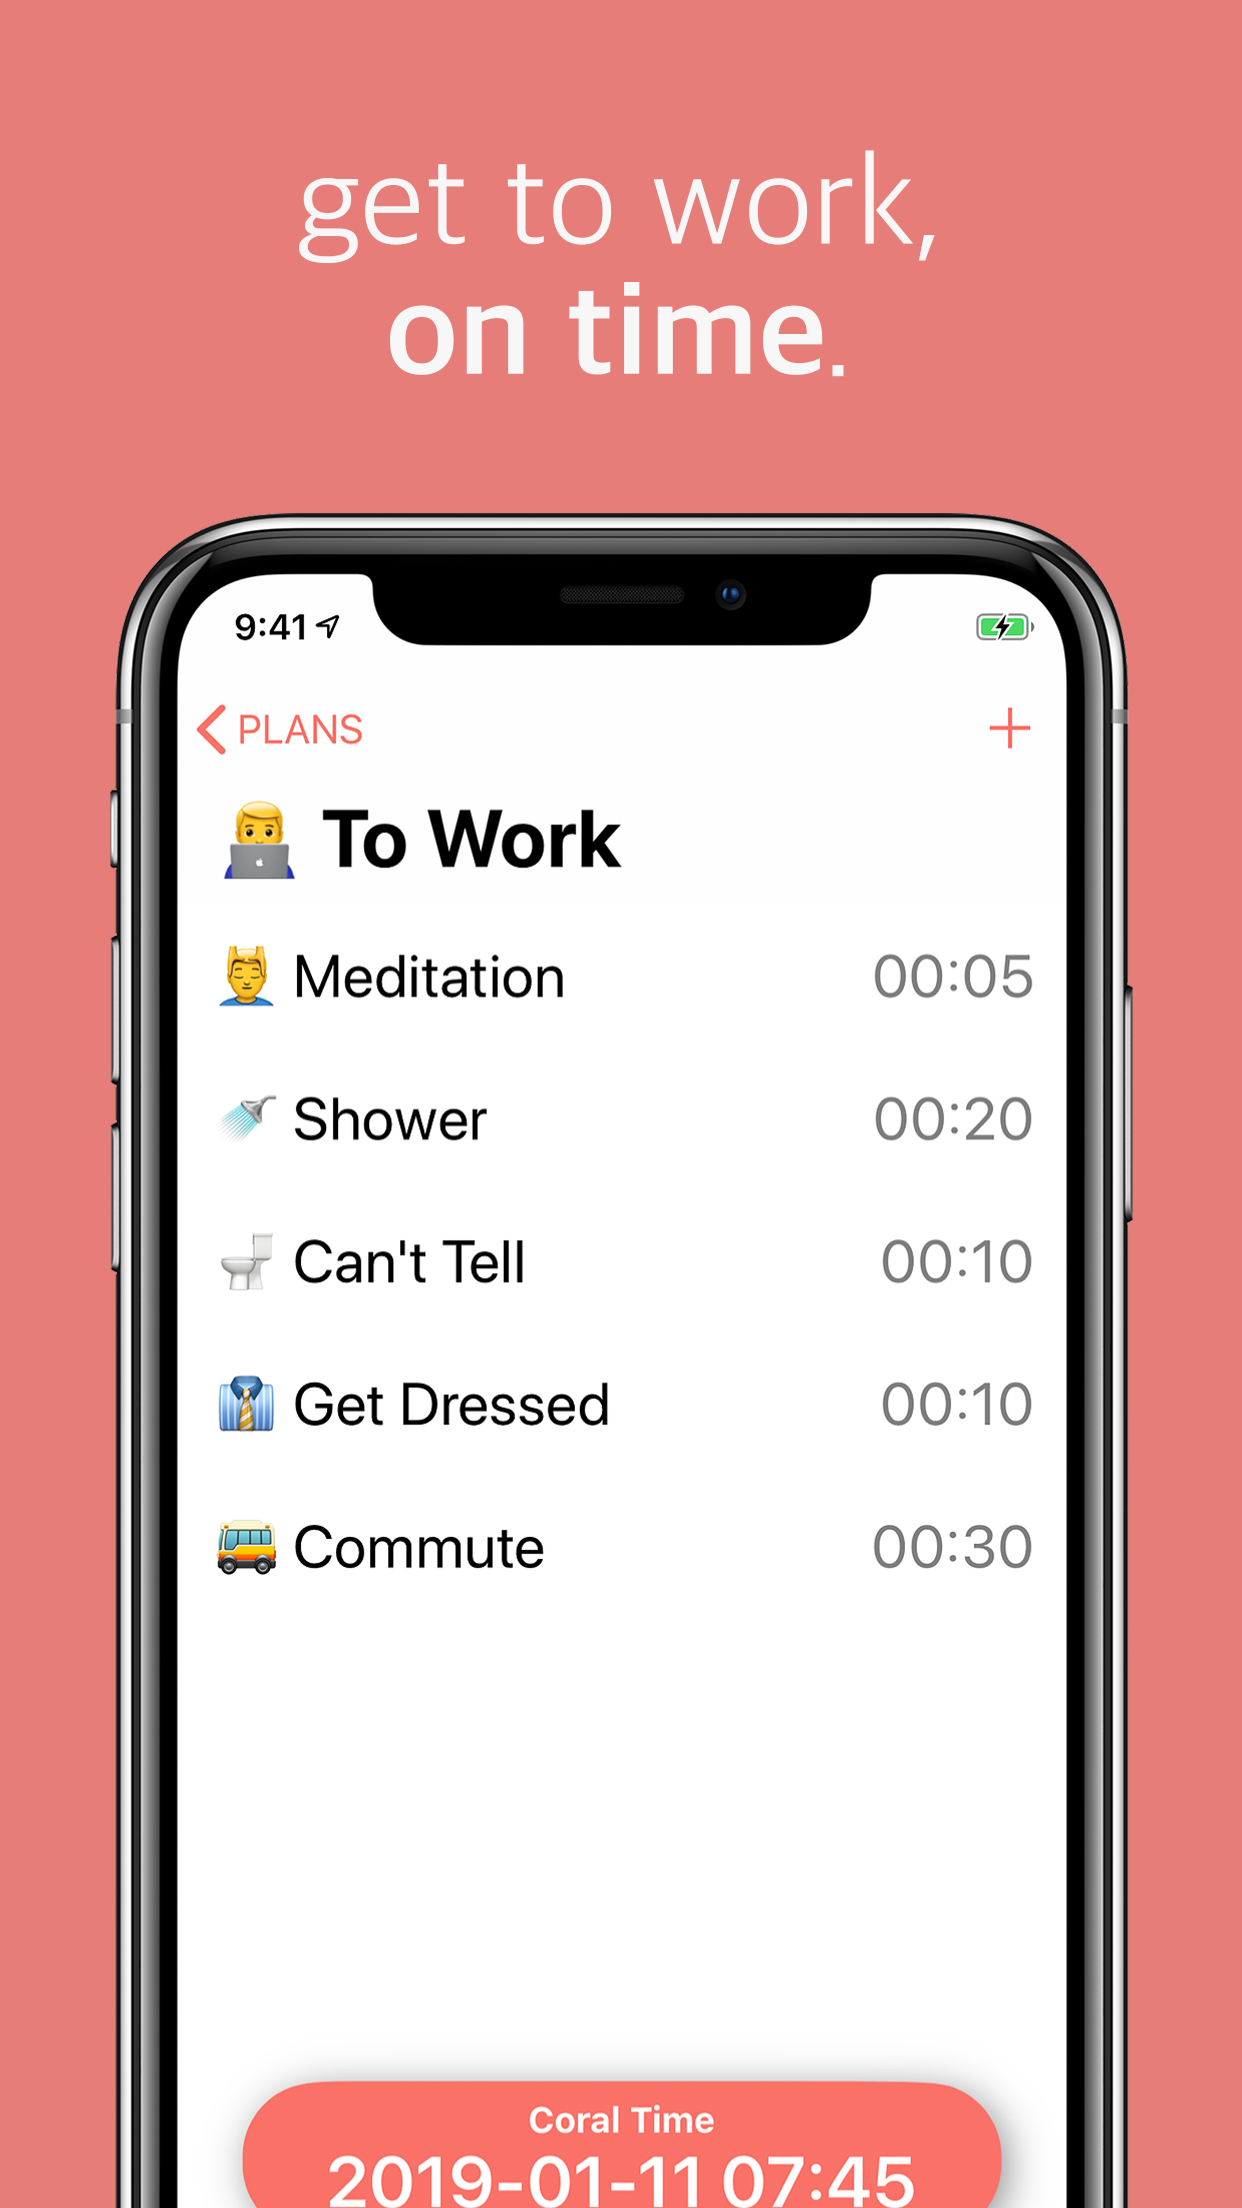 get to work,
on time.
9:41
PLANS
To Work
Meditation 00:05
Shower 00:20
Can't Tell 00:10
Get Dressed 00:10
Commute 00:30
Coral Time
2019-01-11 07:45